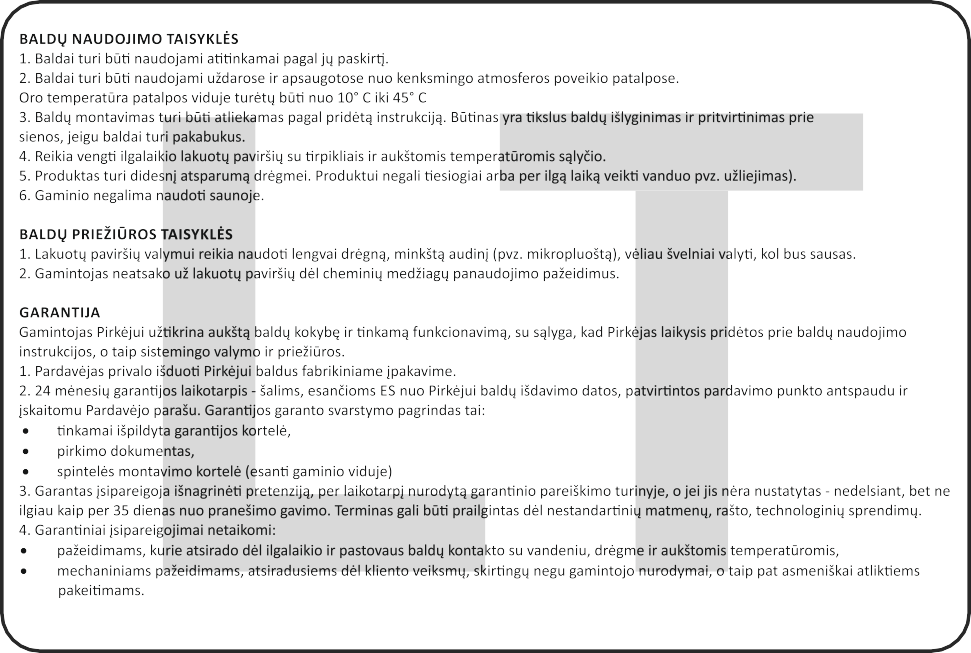 BALDŲ NAUDOJIMO TAISYKLĖS
1. Baldai turi būti naudojami atitinkamai pagal jų paskirtį.
2. Baldai turi būti naudojami uždarose ir apsaugotose nuo kenksmingo atmosferos poveikio patalpose.
Oro temperatūra patalpos viduje turėtų būti nuo 10° C iki 45° C
3. Baldų montavimas turi būti atliekamas pagal pridėtą instrukciją. Būtinas yra tikslus baldų išlyginimas ir pritvirtinimas prie
sienos, jeigu baldai turi pakabukus.
4. Reikia vengti ilgalaikio lakuotų paviršių su tirpikliais ir aukštomis temperatūromis sąlyčio.
5. Produktas turi didesnį atsparumą drėgmei. Produktui negali tiesiogiai arba per ilgą laiką veikti vanduo pvz. užliejimas).
6. Gaminio negalima naudoti saunoje.
BALDŲ PRIEŽIŪROS TAISYKLĖS
1. Lakuotų paviršių valymui reikia naudoti lengvai drėgną, minkštą audinį (pvz. mikropluoštą), vėliau švelniai valyti, kol bus sausas.
2. Gamintojas neatsako už lakuotų paviršių dėl cheminių medžiagų panaudojimo pažeidimus.
GARANTIJA
Gamintojas Pirkėjui užtikrina aukštą baldų kokybę ir tinkamą funkcionavimą, su sąlyga, kad Pirkėjas laikysis pridėtos prie baldų naudojimo
instrukcijos, o taip sistemingo valymo ir priežiūros.
1. Pardavėjas privalo išduoti Pirkėjui baldus fabrikiniame įpakavime.
2. 24 mėnesių garantijos laikotarpis - šalims, esančioms ES nuo Pirkėjui baldų išdavimo datos, patvirtintos pardavimo punkto antspaudu ir
įskaitomu Pardavėjo parašu. Garantijos garanto svarstymo pagrindas tai:
• tinkamai išpildyta garantijos kortelė,
• pirkimo dokumentas,
• spintelės montavimo kortelė (esanti gaminio viduje)
3. Garantas įsipareigoja išnagrinėti pretenziją, per laikotarpį nurodytą garantinio pareiškimo turinyje, o jei jis nėra nustatytas - nedelsiant, bet ne
ilgiau kaip per 35 dienas nuo pranešimo gavimo. Terminas gali būti prailgintas dėl nestandartinių matmenų, rašto, technologinių sprendimų.
4. Garantiniai įsipareigojimai netaikomi:
• pažeidimams, kurie atsirado dėl ilgalaikio ir pastovaus baldų kontakto su vandeniu, drėgme ir aukštomis temperatūromis,
• mechaniniams pažeidimams, atsiradusiems dėl kliento veiksmų, skirtingų negu gamintojo nurodymai, o taip pat asmeniškai atliktiems
pakeitimams.
LT